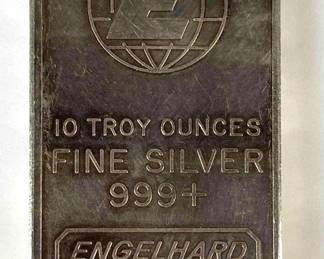 E
10 TROY OUNCES
FINE SILVER
999+
ENGELHARD